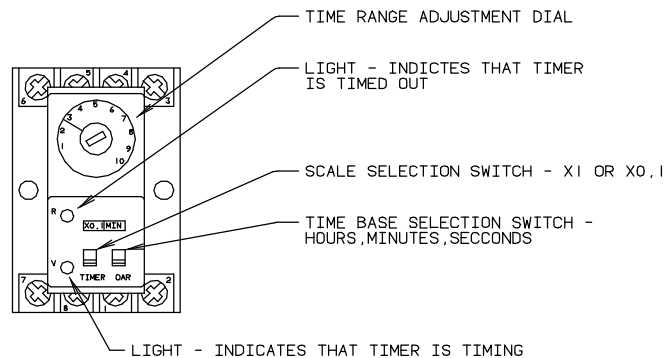 TIME RANGE ADJUSTMENT DIAL
LIGHT - INDICTES THAT TIMER
IS TIMED OUT
5 4
6 3
1 2 3 4 5 6 7 8 9 10
SCALE SELECTION SWITCH - X1 OR X0,1
R
X0,1 MIN
TIME BASE SELECTION SWITCH -
HOURS,MINUTES,SECCONDS
V
TIMER OAR
7 2
8 1
LIGHT - INDICATES THAT TIMER IS TIMING